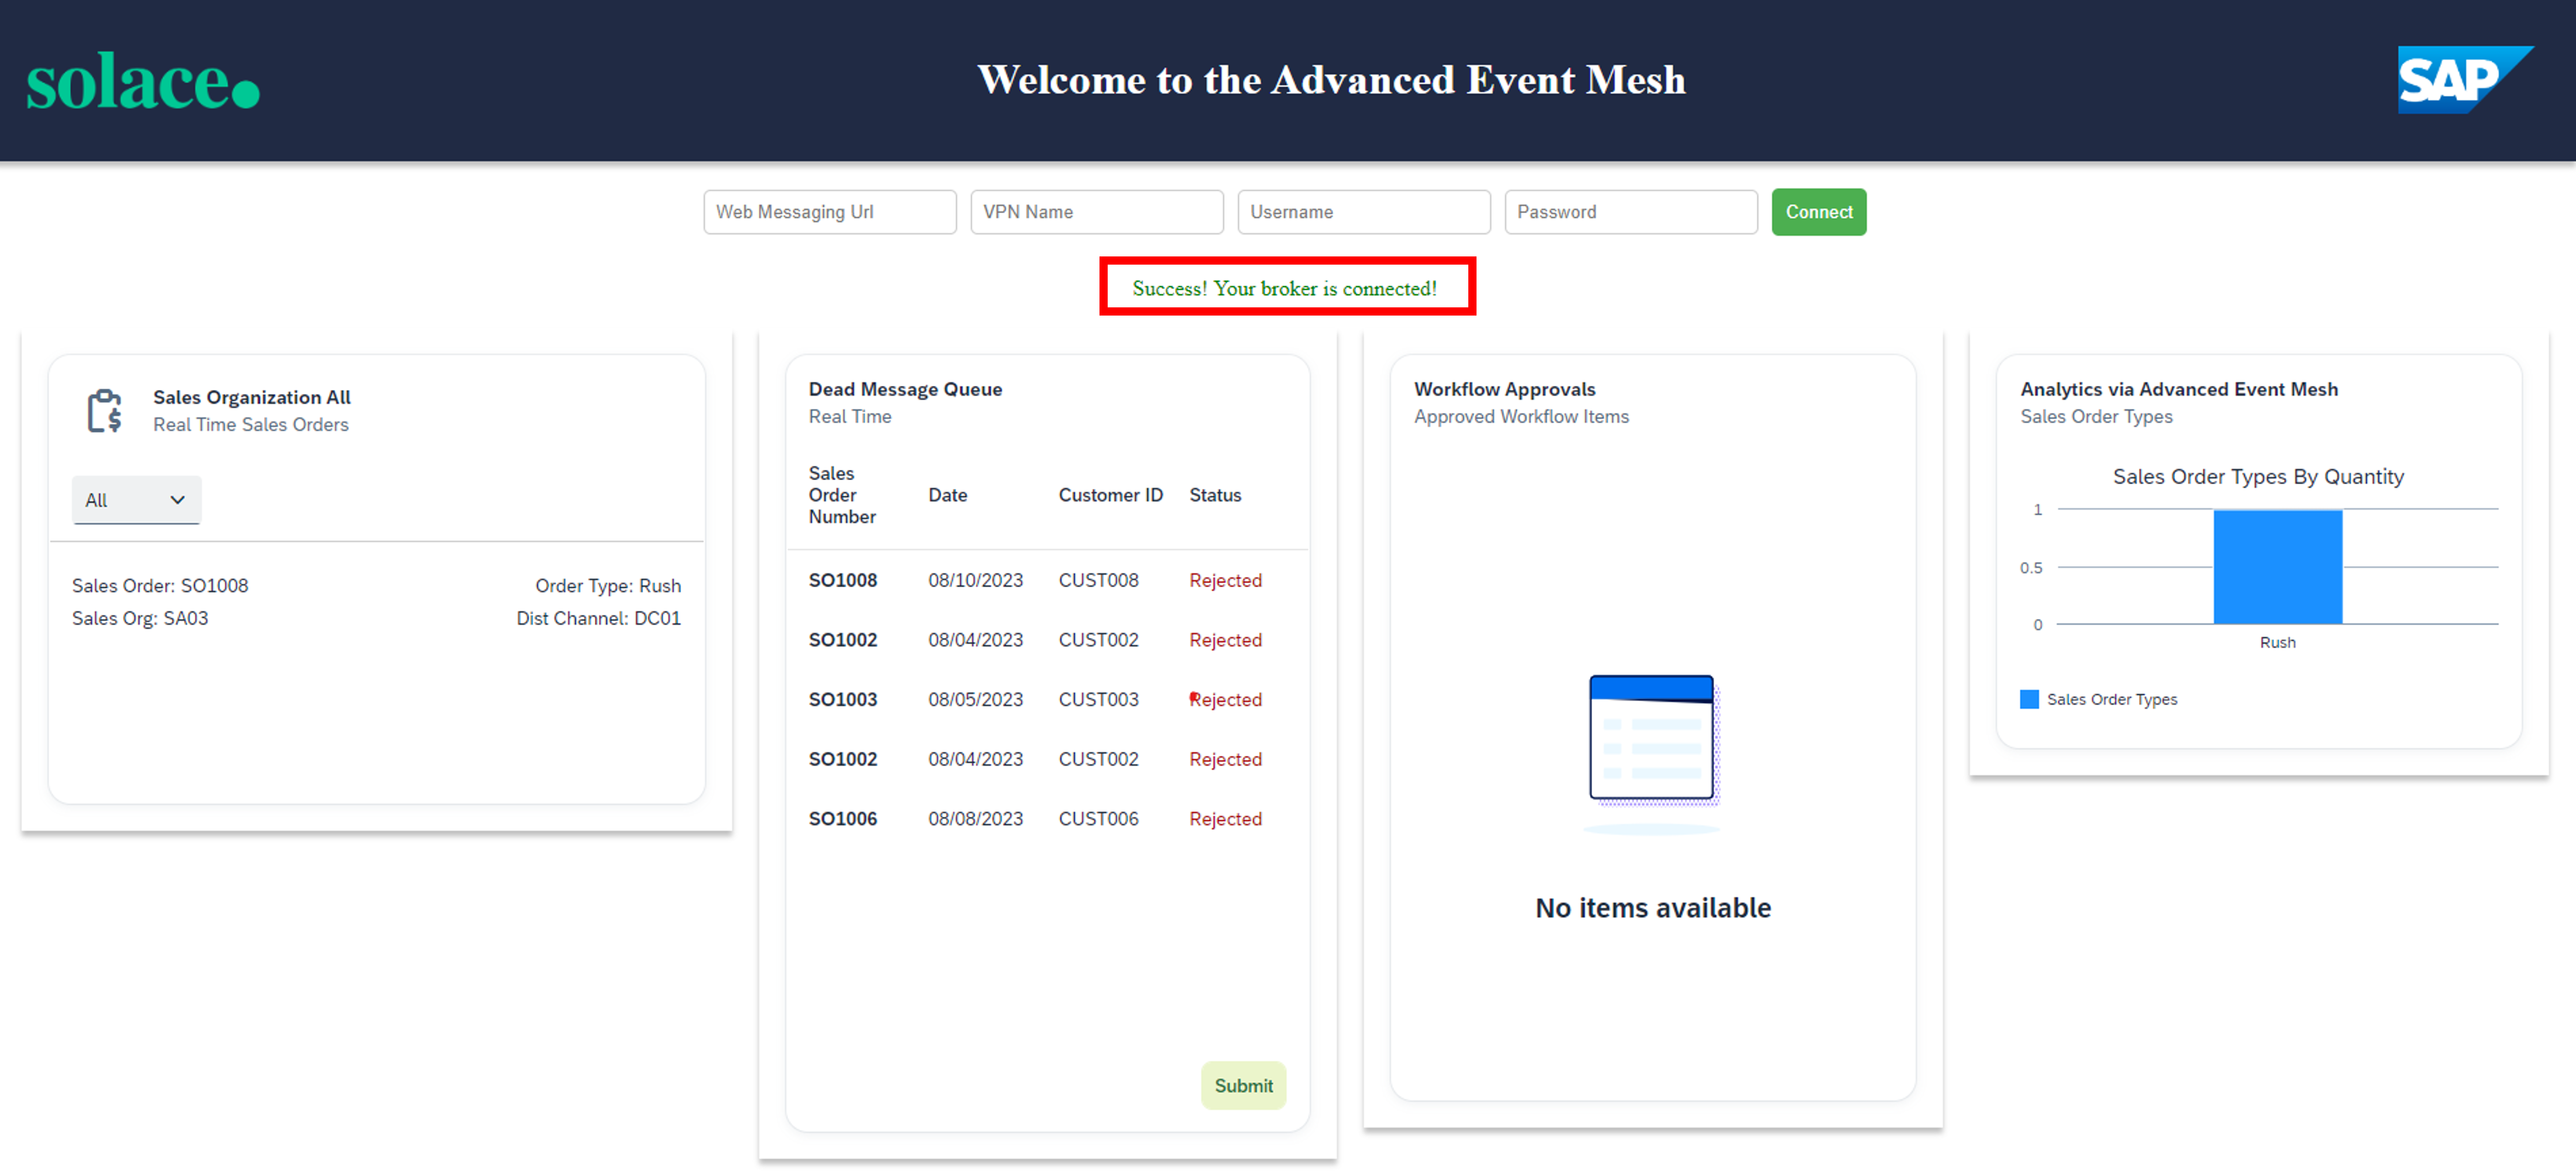 solace.
Welcome to the Advanced Event Mesh
SAP
Web Messaging Url
VPN Name
Username
Password
Connect
Success! Your broker is connected!
Sales Organization All
Real Time Sales Orders
All
Sales Order: SO1008
Order Type: Rush
Sales Org: SA03
Dist Channel: DC01
Dead Message Queue
Real Time
Sales
Order
Number
Date
Customer ID
Status
SO1008 08/10/2023 CUST008 Rejected
SO1002 08/04/2023 CUST002 Rejected
SO1003 08/05/2023 CUST003 Rejected
SO1002 08/04/2023 CUST002 Rejected
SO1006 08/08/2023 CUST006 Rejected
Submit
Workflow Approvals
Approved Workflow Items
No items available
Analytics via Advanced Event Mesh
Sales Order Types
Sales Order Types By Quantity
1
0.5
0
Rush
Sales Order Types